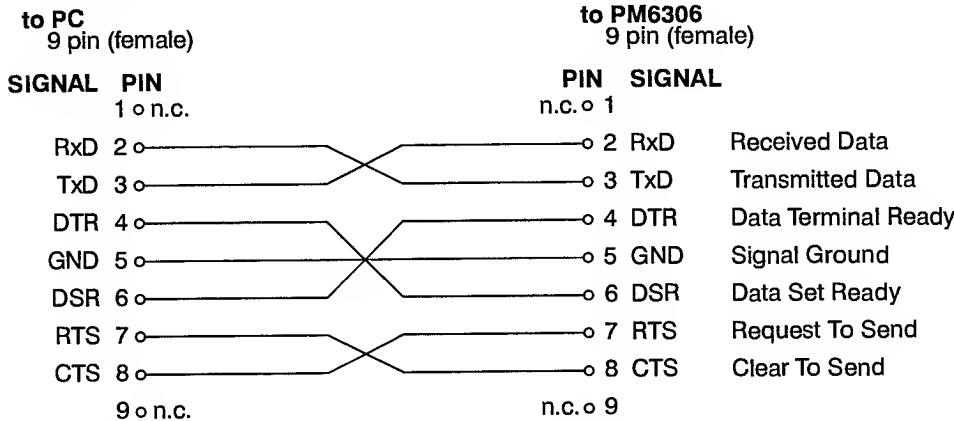 to PC to PM6306
9 pin (female) 9 pin (female)
SIGNAL PIN PIN SIGNAL
1 n.c. n.c. 1
RxD 2 2 RxD Received Data
TxD 3 3 TxD Transmitted Data
DTR 4 4 DTR Data Terminal Ready
GND 5 5 GND Signal Ground
DSR 6 6 DSR Data Set Ready
RTS 7 7 RTS Request To Send
CTS 8 8 CTS Clear To Send
9 n.c. n.c. 9